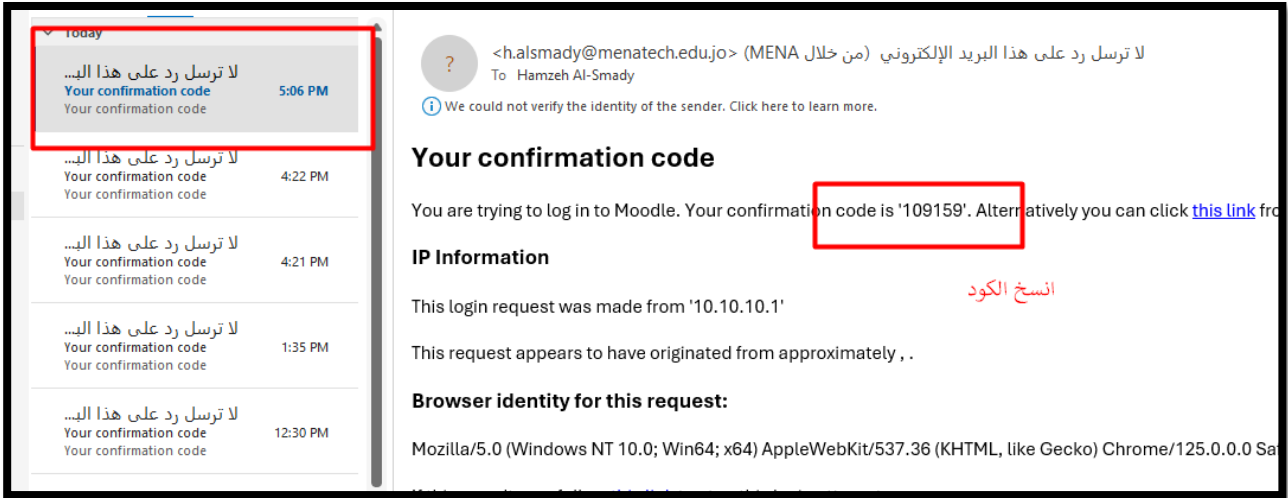 Today
لا ترسل رد على هذا البـ...
Your confirmation code 5:06 PM
Your confirmation code
لا ترسل رد على هذا البـ...
Your confirmation code 4:22 PM
Your confirmation code
لا ترسل رد على هذا البـ...
Your confirmation code 4:21 PM
Your confirmation code
لا ترسل رد على هذا البـ...
Your confirmation code 1:35 PM
Your confirmation code
لا ترسل رد على هذا البـ...
Your confirmation code 12:30 PM
Your confirmation code
?
لا ترسل رد على هذا البريد الإلكتروني (من خلال MENA) <h.alsmady@menatech.edu.jo>
To Hamzeh Al-Smady
We could not verify the identity of the sender. Click here to learn more.
Your confirmation code
You are trying to log in to Moodle. Your confirmation code is '109159'. Alternatively you can click this link fro
IP Information
انسخ الكود
This login request was made from '10.10.10.1'
This request appears to have originated from approximately , .
Browser identity for this request:
Mozilla/5.0 (Windows NT 10.0; Win64; x64) AppleWebKit/537.36 (KHTML, like Gecko) Chrome/125.0.0.0 Sa